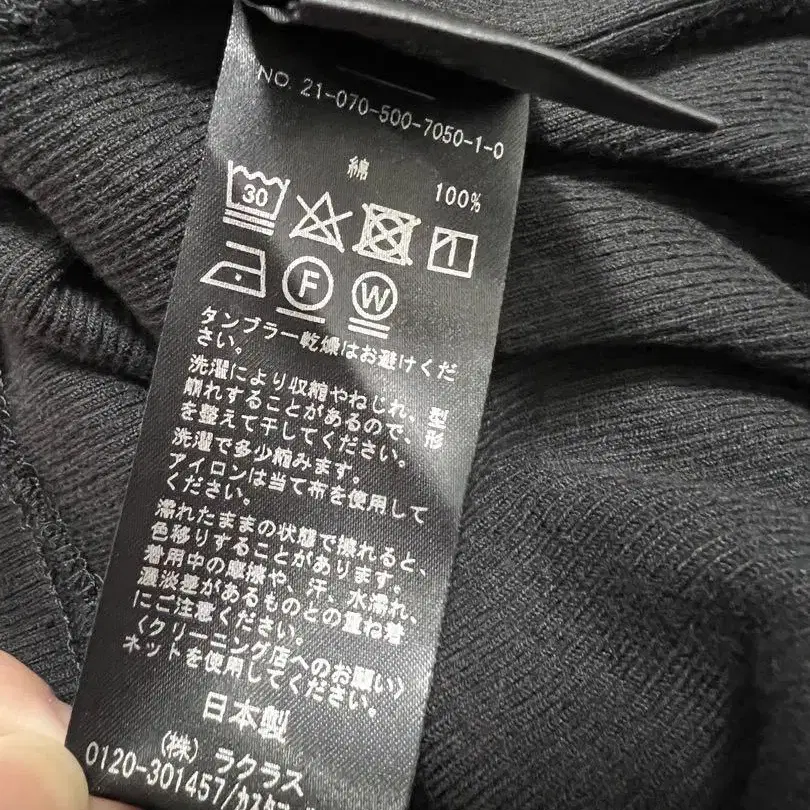 NO. 21-070-500-7050-1-0
綿 100%
30
F W
タンブラー乾燥はお避けくだ
さい。
洗濯により収縮やねじれ、型
崩れすることがあるので、形
を整えて干してください。
洗濯で多少縮みます。
アイロンは当て布を使用して
ください。
濡れたままの状態で擦れると、
色移りすることがあります。
着用中の摩擦や、汗、水濡れ、
濃淡差があるものとの重ね着
にご注意ください。
〈クリーニング店へのお願い〉
ネットを使用してください。
日本製
(株) ラクラス
0120-301457/